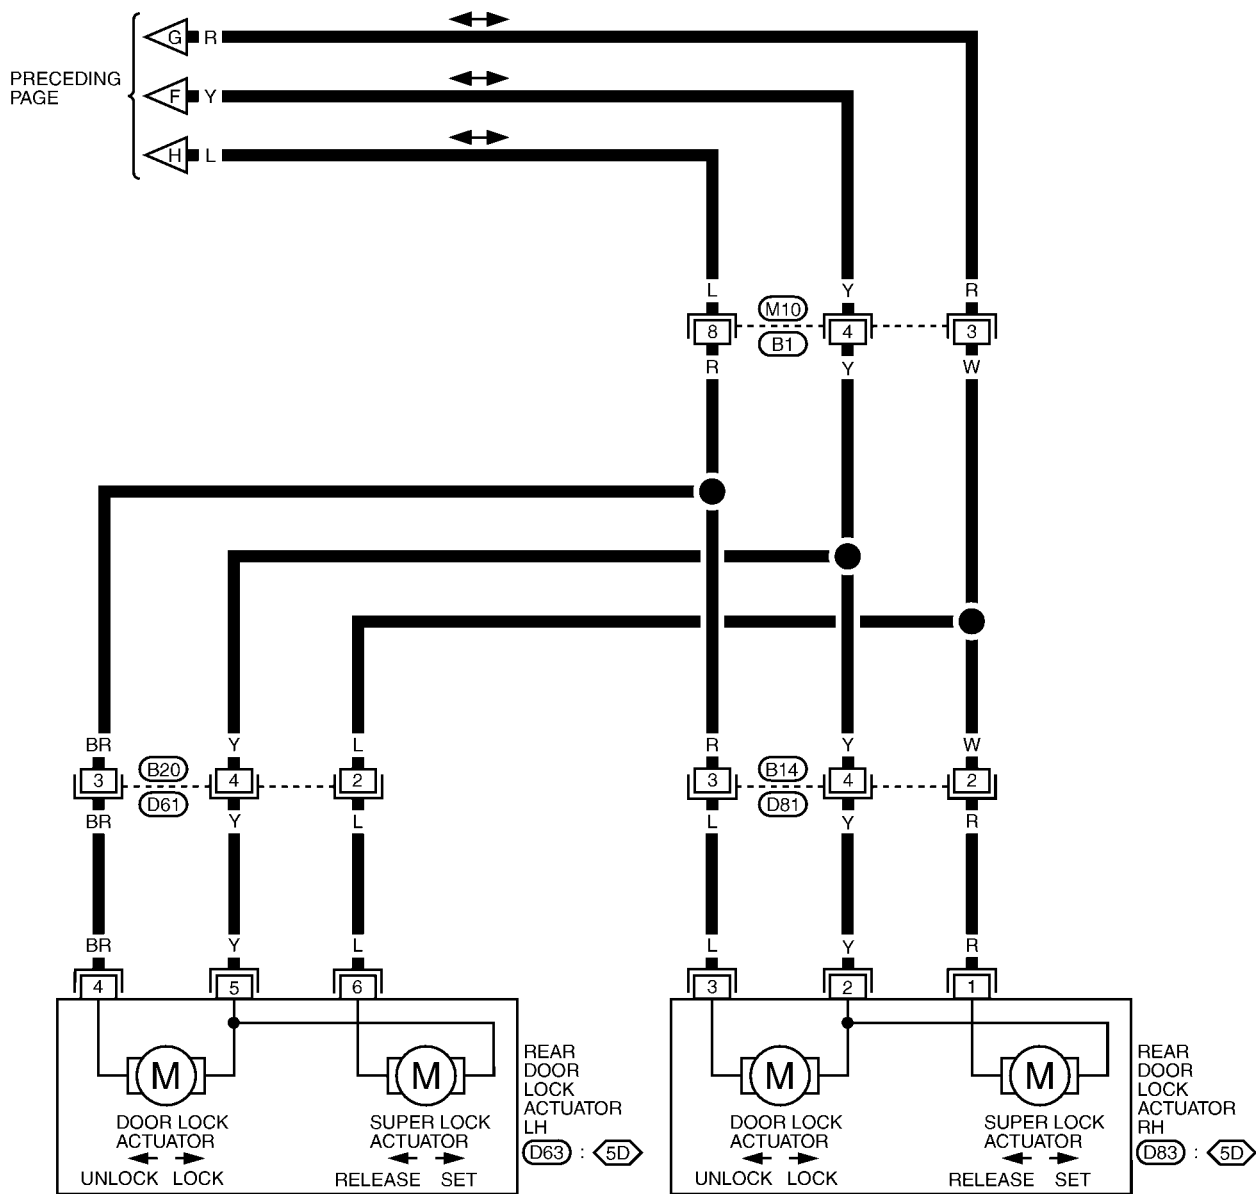 G R
PRECEDING
PAGE
F Y
H L
L Y R
8 M10 4 3
B1
R Y W
BR Y L R Y W
3 B20 4 2 3 B14 4 2
D61 D81
BR Y L L Y R
BR Y L L Y R
4 5 6 3 2 1
M M M M
REAR
DOOR
LOCK
ACTUATOR
LH
D63 : 5D
REAR
DOOR
LOCK
ACTUATOR
RH
D83 : 5D
DOOR LOCK
ACTUATOR
UNLOCK LOCK
SUPER LOCK
ACTUATOR
RELEASE SET
DOOR LOCK
ACTUATOR
UNLOCK LOCK
SUPER LOCK
ACTUATOR
RELEASE SET